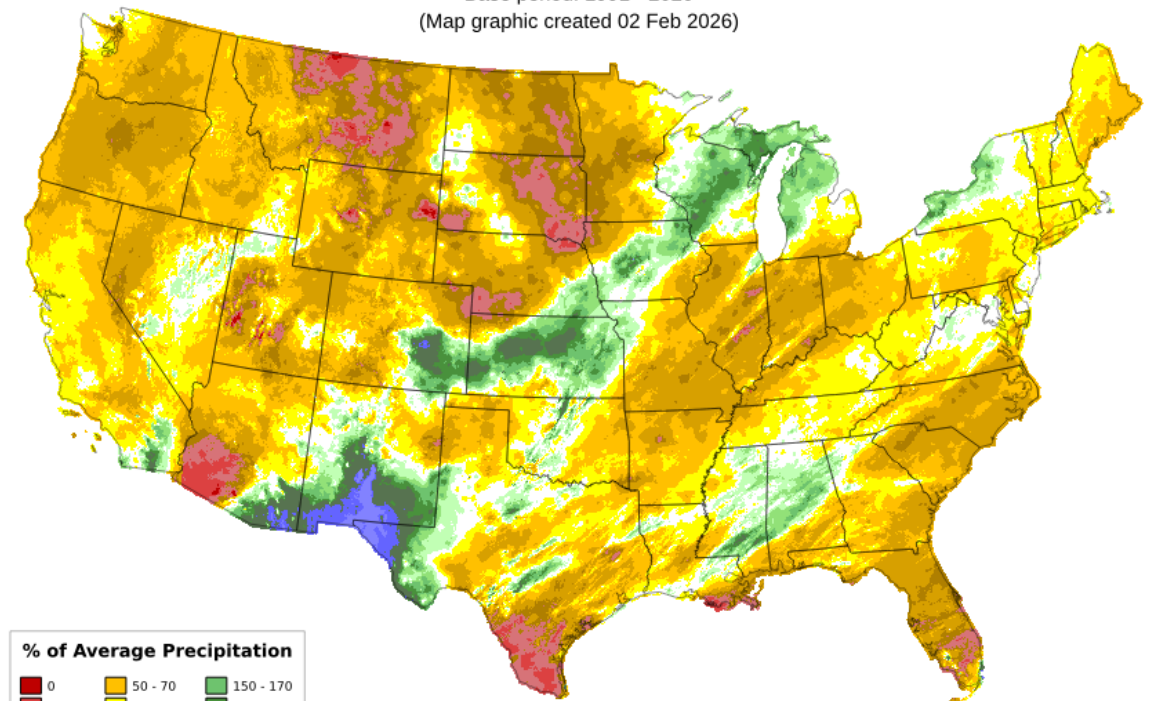 (Map graphic created 02 Feb 2026)
% of Average Precipitation
0 50 - 70 150 - 170